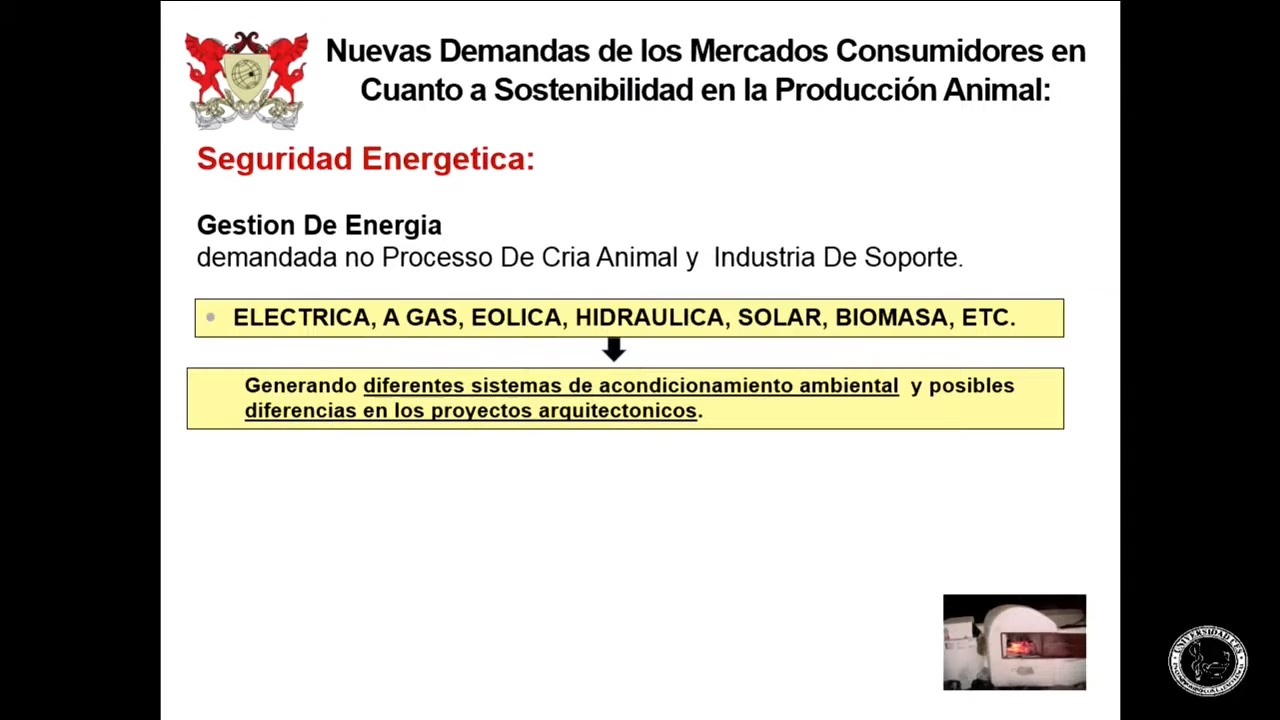 Nuevas Demandas de los Mercados Consumidores en
Cuanto a Sostenibilidad en la Producción Animal:
Seguridad Energetica:
Gestion De Energia
demandada no Processo De Cria Animal y Industria De Soporte.
ELECTRICA, A GAS, EOLICA, HIDRAULICA, SOLAR, BIOMASA, ETC.
Generando diferentes sistemas de acondicionamiento ambiental y posibles
diferencias en los proyectos arquitectonicos.
UNIVERSIDAD CES